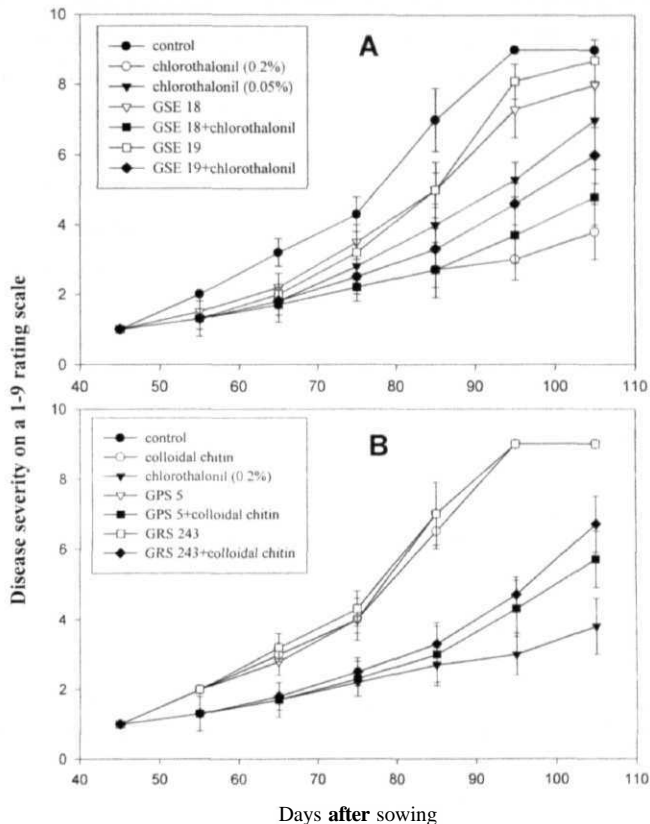 Disease severity on a 1-9 rating scale
10
8
6
4
2
0
A
control
chlorothalonil (0.2%)
chlorothalonil (0.05%)
GSE 18
GSE 18+chlorothalonil
GSE 19
GSE 19+chlorothalonil
40 50 60 70 80 90 100 110
10
8
6
4
2
0
B
control
colloidal chitin
chlorothalonil (0.2%)
GPS 5
GPS 5+colloidal chitin
GRS 243
GRS 243+colloidal chitin
40 50 60 70 80 90 100 110
Days after sowing